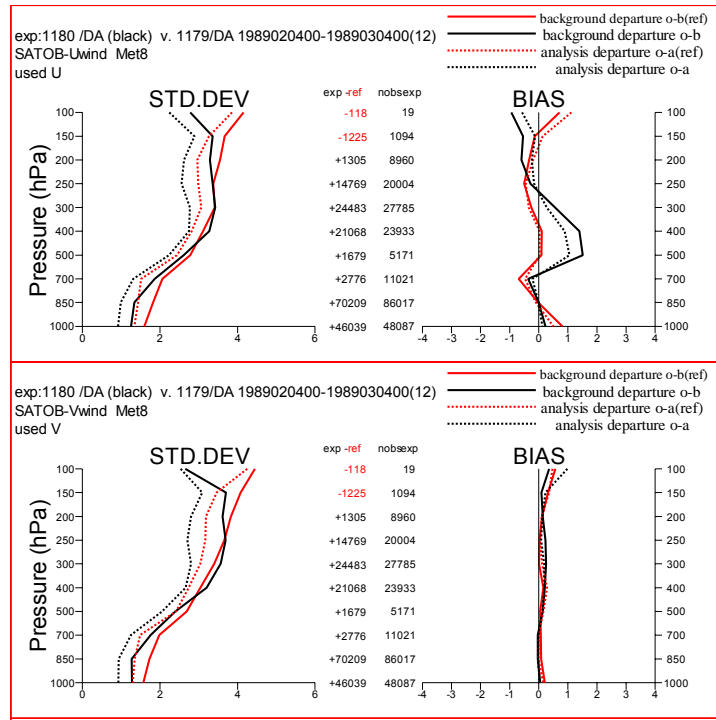 exp:1180 /DA (black) v. 1179/DA 1989020400-1989030400(12)
SATOB-Uwind Met8
used U
background departure o-b(ref)
background departure o-b
analysis departure o-a(ref)
analysis departure o-a
STD.DEV
exp -ref nobsexp
BIAS
Pressure (hPa)
100 -118 19 100
150 -1225 1094 150
200 +1305 8960 200
250 +14769 20004 250
300 +24483 27785 300
400 +21068 23933 400
500 +1679 5171 500
700 +2776 11021 700
850 +70209 86017 850
1000 +46039 48087 1000
0 2 4 6 -4 -3 -2 -1 0 1 2 3 4
exp:1180 /DA (black) v. 1179/DA 1989020400-1989030400(12)
SATOB-Vwind Met8
used V
background departure o-b(ref)
background departure o-b
analysis departure o-a(ref)
analysis departure o-a
STD.DEV
exp -ref nobsexp
BIAS
Pressure (hPa)
100 -118 19 100
150 -1225 1094 150
200 +1305 8960 200
250 +14769 20004 250
300 +24483 27785 300
400 +21068 23933 400
500 +1679 5171 500
700 +2776 11021 700
850 +70209 86017 850
1000 +46039 48087 1000
0 2 4 6 -4 -3 -2 -1 0 1 2 3 4